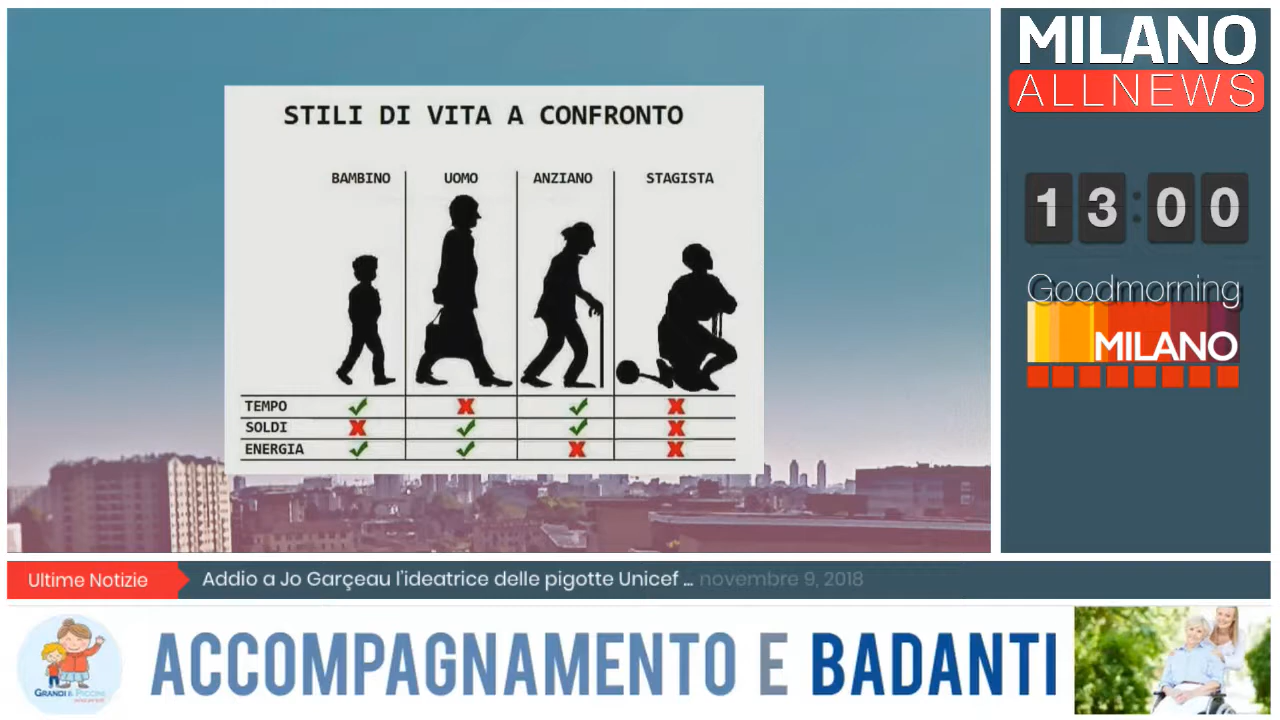 MILANO
ALLNEWS
STILI DI VITA A CONFRONTO
BAMBINO UOMO ANZIANO STAGISTA
TEMPO
SOLDI
ENERGIA
13:00
Goodmorning
MILANO
Ultime Notizie Addio a Jo Garçeau l'ideatrice delle pigotte Unicef ... novembre 9, 2018
GRANDI E PICCINI
ACCOMPAGNAMENTO E BADANTI